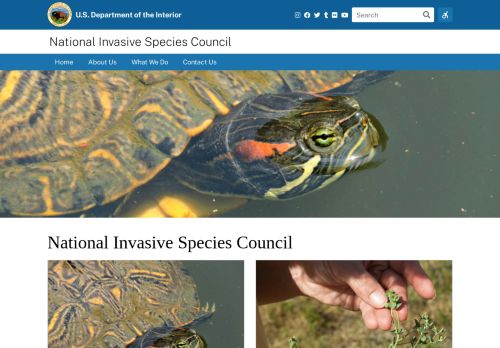 U.S. Department of the Interior
Search
National Invasive Species Council
Home About Us What We Do Contact Us
National Invasive Species Council